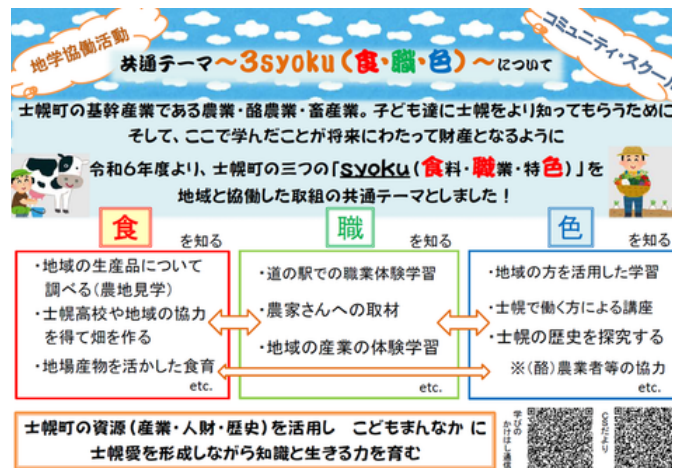 地学協働活動
コミュニティ・スクール
共通テーマ～3syoku(食・職・色)～について
士幌町の基幹産業である農業・酪農業・畜産業。子ども達に士幌をより知ってもらうために
そして、ここで学んだことが将来にわたって財産となるように
令和6年度より、士幌町の三つの「syoku(食料・職業・特色)」を
地域と協働した取組の共通テーマとしました！
食 を知る
・地域の生産品について
調べる(農地見学)
・士幌高校や地域の協力
を得て畑を作る
・地場産物を活かした食育
etc.
職 を知る
・道の駅での職業体験学習
・農家さんへの取材
・地域の産業の体験学習
etc.
色 を知る
・地域の方を活用した学習
・士幌で働く方による講座
・士幌の歴史を探究する
※(酪)農業者等の協力
etc.
士幌町の資源(産業・人財・歴史)を活用し　こどもまんなか に
士幌愛を形成しながら知識と生きる力を育む
学びの
かけはし通信
CSだより